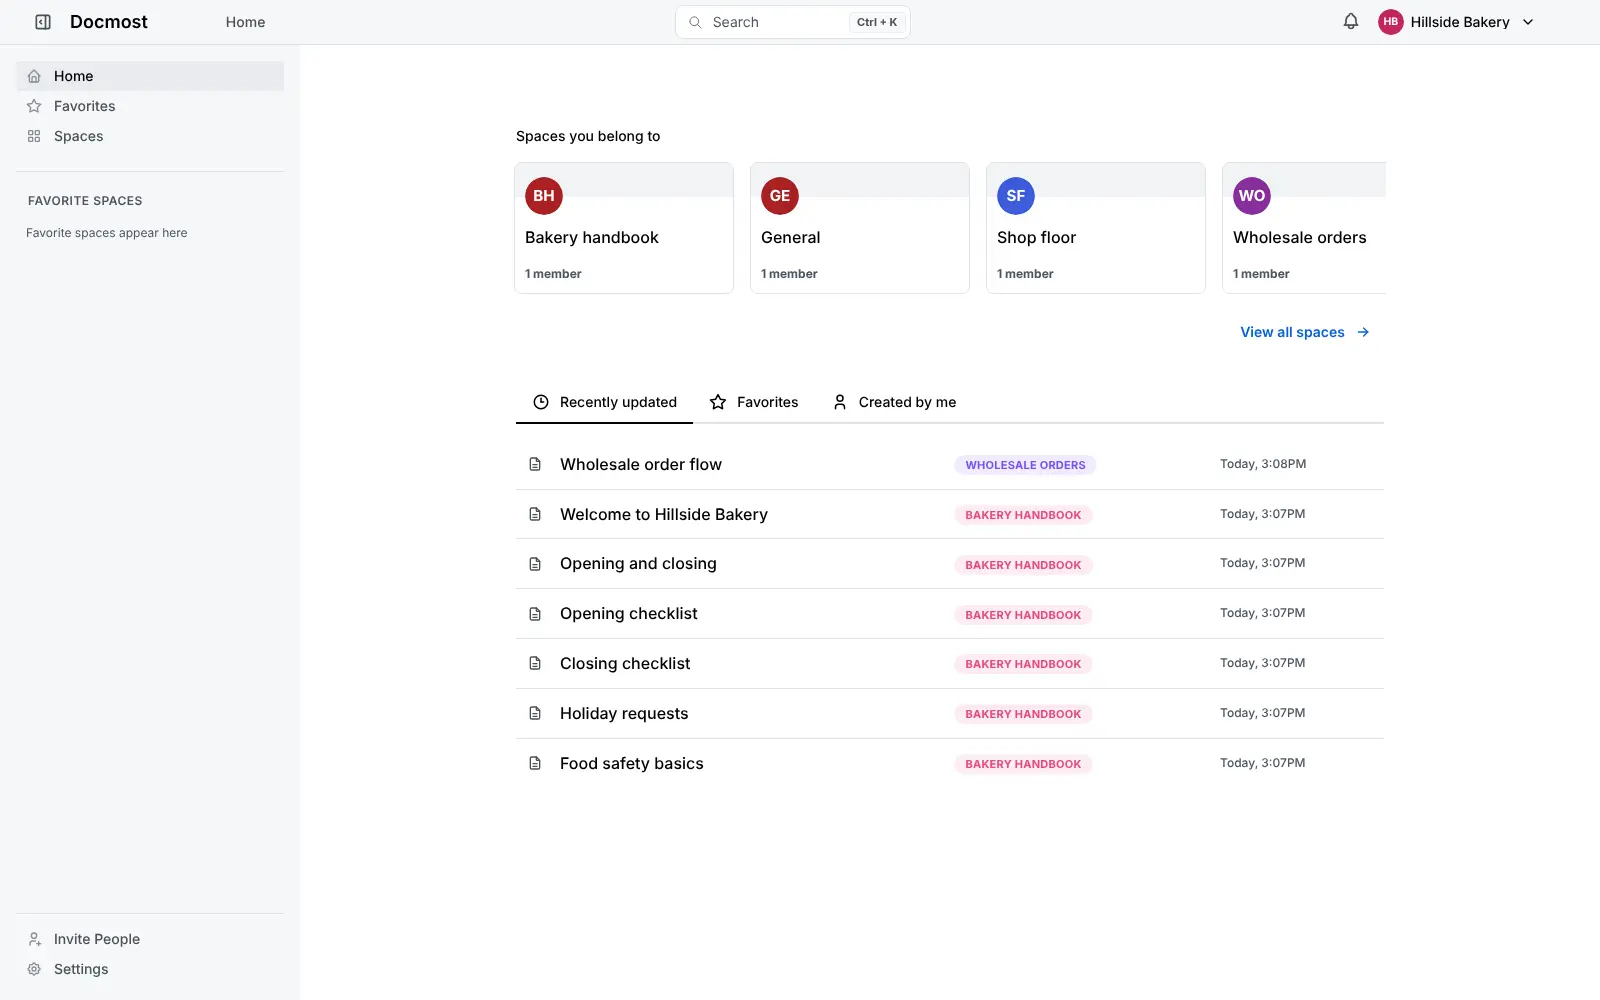 Docmost
Home
Search
Ctrl + K
HB
Hillside Bakery
Home
Favorites
Spaces
FAVORITE SPACES
Favorite spaces appear here
Invite People
Settings
Spaces you belong to
BH
Bakery handbook
1 member
GE
General
1 member
SF
Shop floor
1 member
WO
Wholesale orders
1 member
View all spaces
Recently updated
Favorites
Created by me
Wholesale order flow
WHOLESALE ORDERS
Today, 3:08PM
Welcome to Hillside Bakery
BAKERY HANDBOOK
Today, 3:07PM
Opening and closing
BAKERY HANDBOOK
Today, 3:07PM
Opening checklist
BAKERY HANDBOOK
Today, 3:07PM
Closing checklist
BAKERY HANDBOOK
Today, 3:07PM
Holiday requests
BAKERY HANDBOOK
Today, 3:07PM
Food safety basics
BAKERY HANDBOOK
Today, 3:07PM